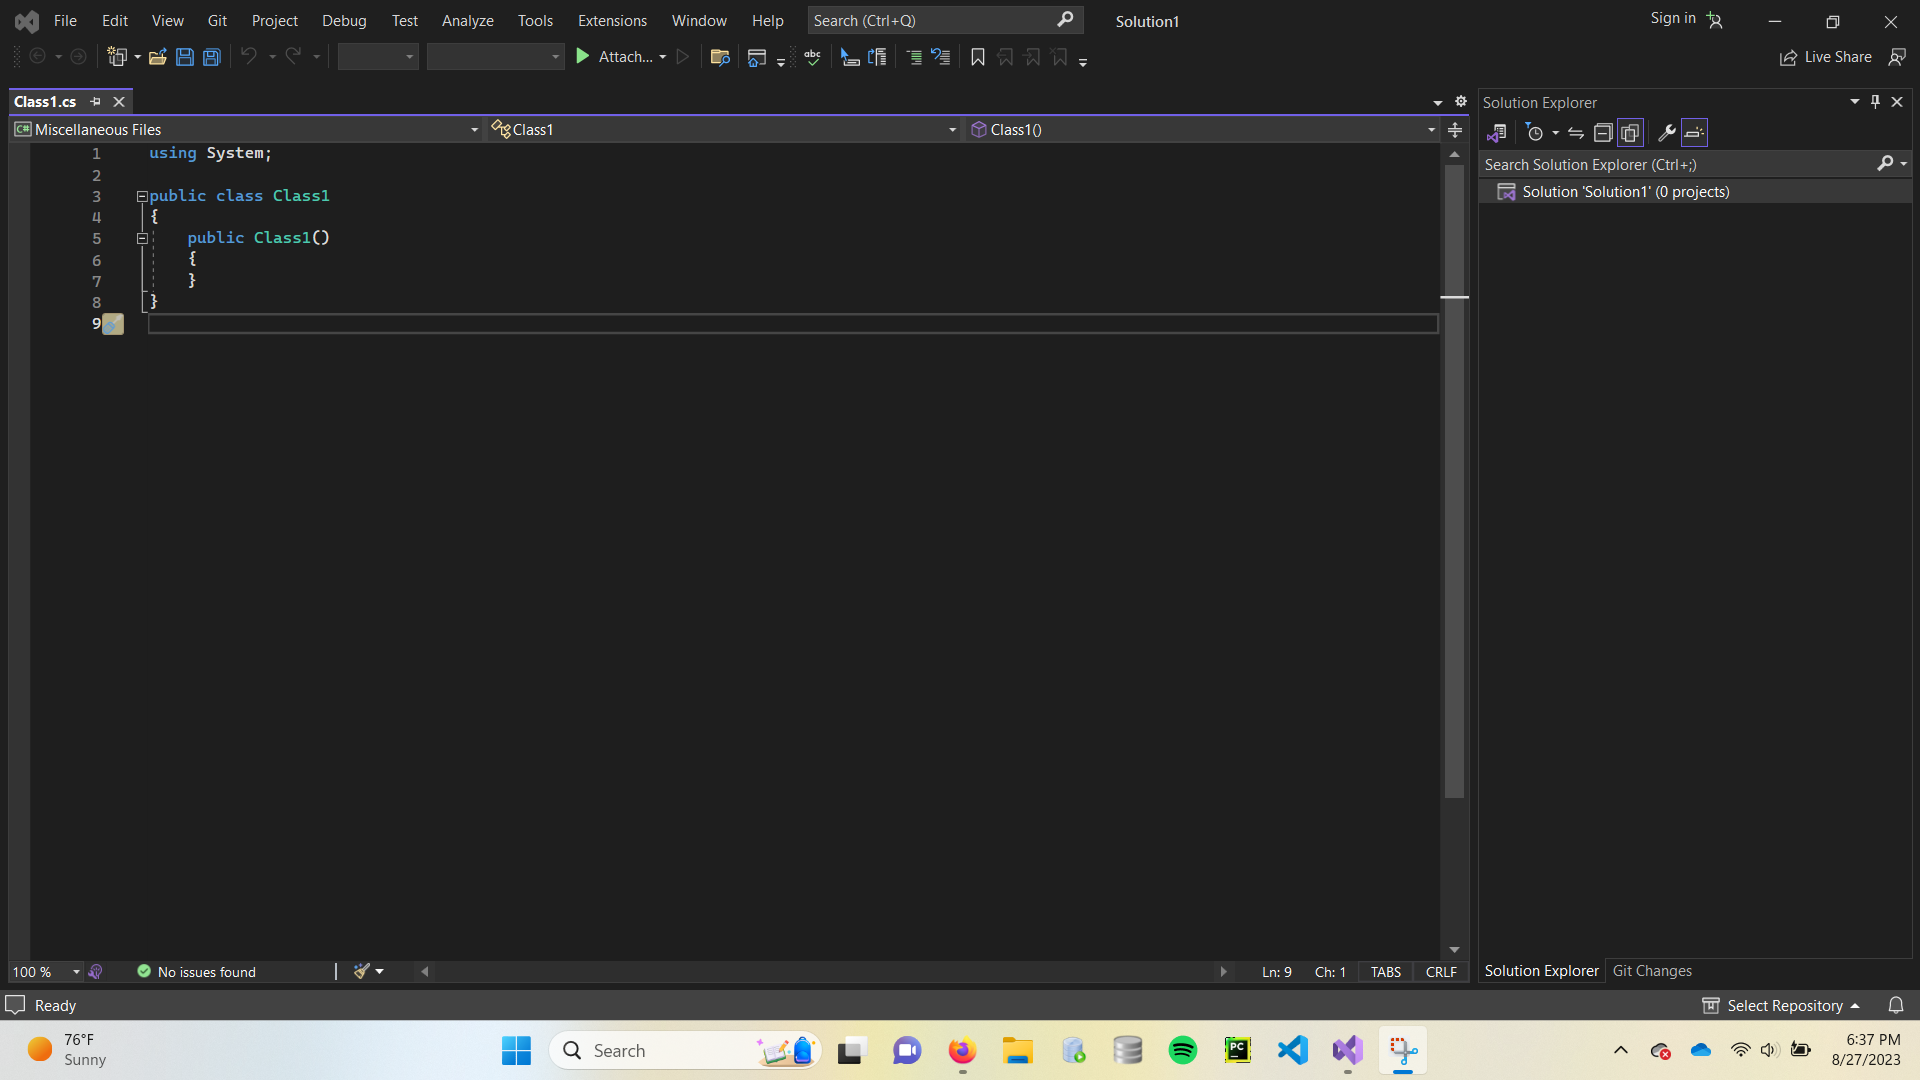 File Edit View Git Project Debug Test Analyze Tools Extensions Window Help Search (Ctrl+Q) Solution1 Sign in
Attach... abc Live Share
Class1.cs
Solution Explorer
C# Miscellaneous Files Class1 Class1()
Search Solution Explorer (Ctrl+;)
Solution 'Solution1' (0 projects)
1 using System;
2
3 public class Class1
4 {
5 public Class1()
6 {
7 }
8 }
9
100 % No issues found Ln: 9 Ch: 1 TABS CRLF
Solution Explorer Git Changes
Ready Select Repository
76°F
Sunny
Search
PC
6:37 PM
8/27/2023